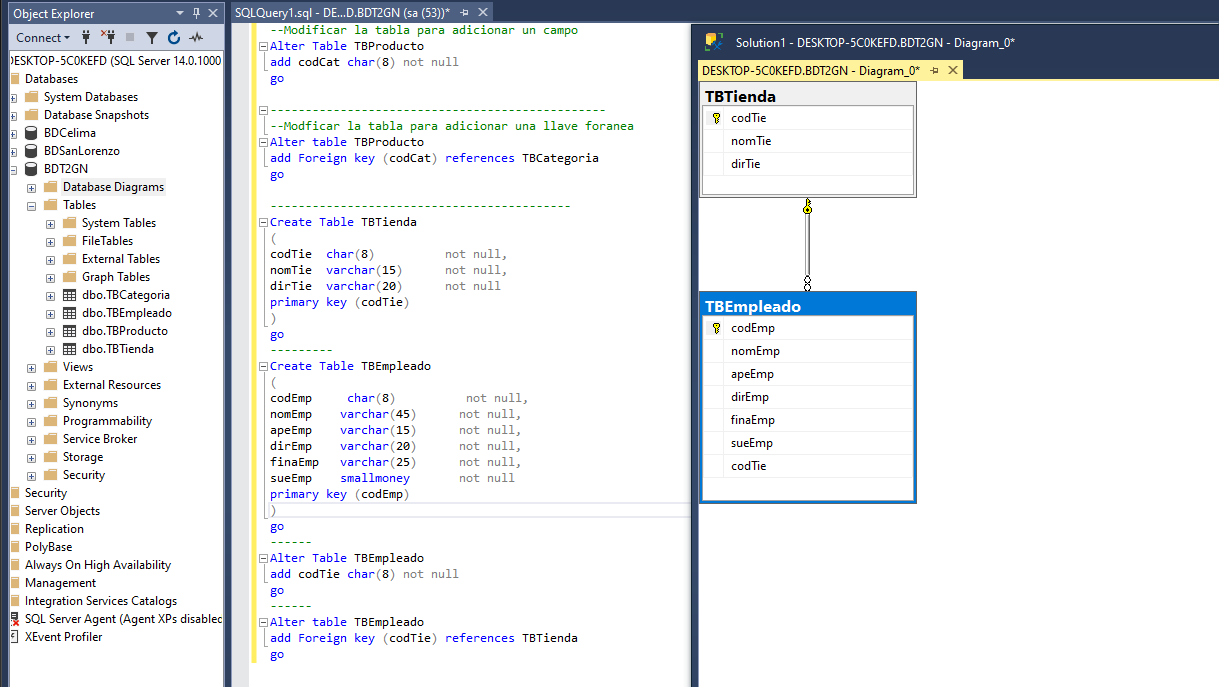 Object Explorer
Connect
DESKTOP-5C0KEFD (SQL Server 14.0.1000
Databases
System Databases
Database Snapshots
BDCelima
BDSanLorenzo
BDT2GN
Database Diagrams
Tables
System Tables
FileTables
External Tables
Graph Tables
dbo.TBCategoria
dbo.TBEmpleado
dbo.TBProducto
dbo.TBTienda
Views
External Resources
Synonyms
Programmability
Service Broker
Storage
Security
Security
Server Objects
Replication
PolyBase
Always On High Availability
Management
Integration Services Catalogs
SQL Server Agent (Agent XPs disabled
XEvent Profiler
SQLQuery1.sql - DE...D.BDT2GN (sa (53))*
--Modificar la tabla para adicionar un campo
Alter Table TBProducto
add codCat char(8) not null
go
------------------------------------------------
--Modficar la tabla para adicionar una llave foranea
Alter table TBProducto
add Foreign key (codCat) references TBCategoria
go
-------------------------------------------
Create Table TBTienda
(
codTie char(8) not null,
nomTie varchar(15) not null,
dirTie varchar(20) not null
primary key (codTie)
)
go
---------
Create Table TBEmpleado
(
codEmp char(8) not null,
nomEmp varchar(45) not null,
apeEmp varchar(15) not null,
dirEmp varchar(20) not null,
finaEmp varchar(25) not null,
sueEmp smallmoney not null
primary key (codEmp)
)
go
------
Alter Table TBEmpleado
add codTie char(8) not null
go
------
Alter table TBEmpleado
add Foreign key (codTie) references TBTienda
go
Solution1 - DESKTOP-5C0KEFD.BDT2GN - Diagram_0*
DESKTOP-5C0KEFD.BDT2GN - Diagram_0*
TBTienda
codTie
nomTie
dirTie
TBEmpleado
codEmp
nomEmp
apeEmp
dirEmp
finaEmp
sueEmp
codTie